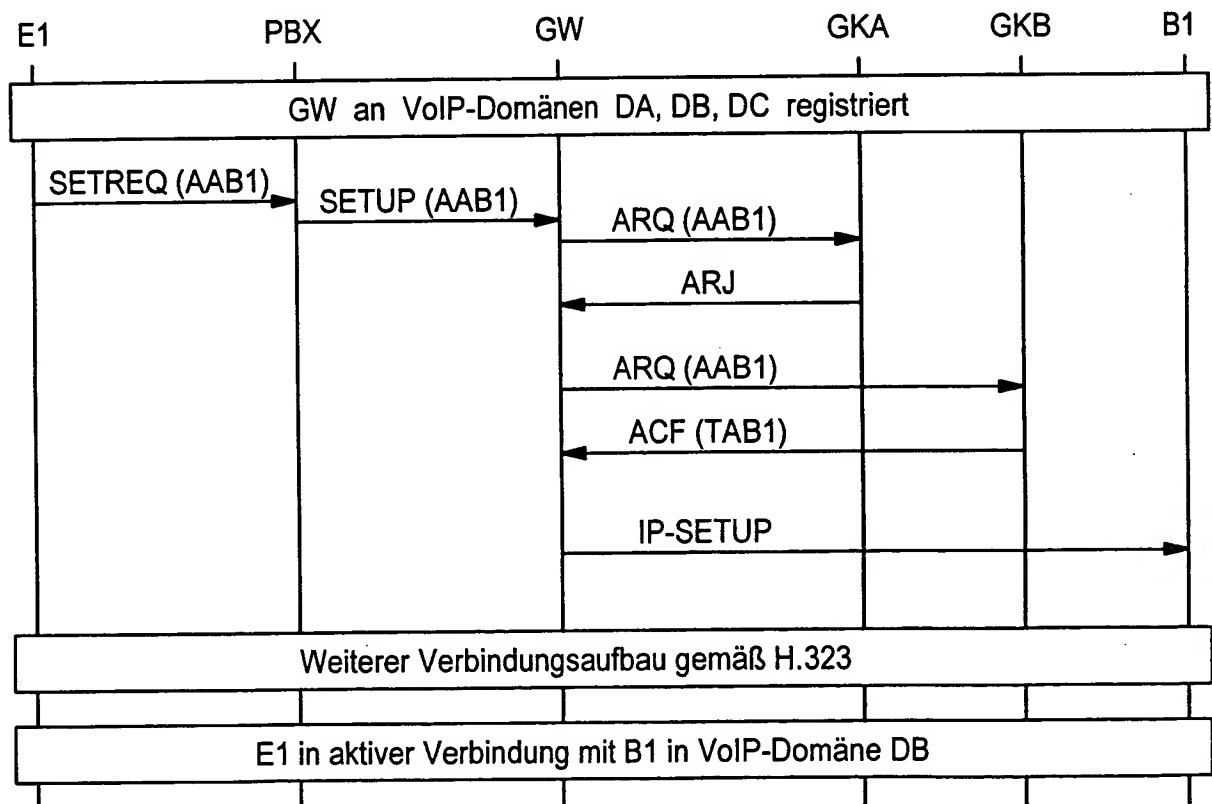 E1 PBX GW GKA GKB B1
GW an VoIP-Domänen DA, DB, DC registriert
SETREQ (AAB1)
SETUP (AAB1)
ARQ (AAB1)
ARJ
ARQ (AAB1)
ACF (TAB1)
IP-SETUP
Weiterer Verbindungsaufbau gemäß H.323
E1 in aktiver Verbindung mit B1 in VoIP-Domäne DB